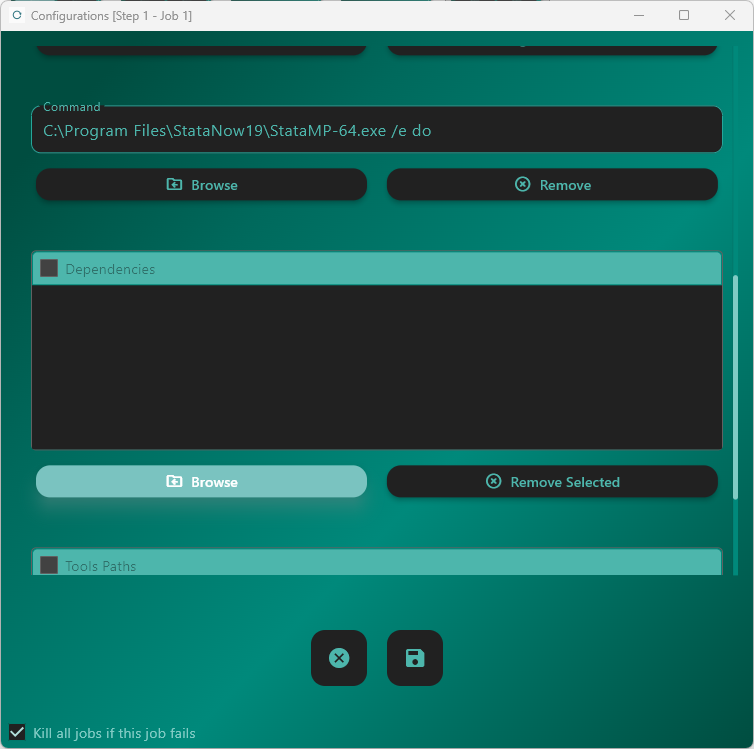 Configurations [Step 1 - Job 1]
Command
C:\Program Files\StataNow19\StataMP-64.exe /e do
Browse
Remove
Dependencies
Browse
Remove Selected
Tools Paths
Kill all jobs if this job fails